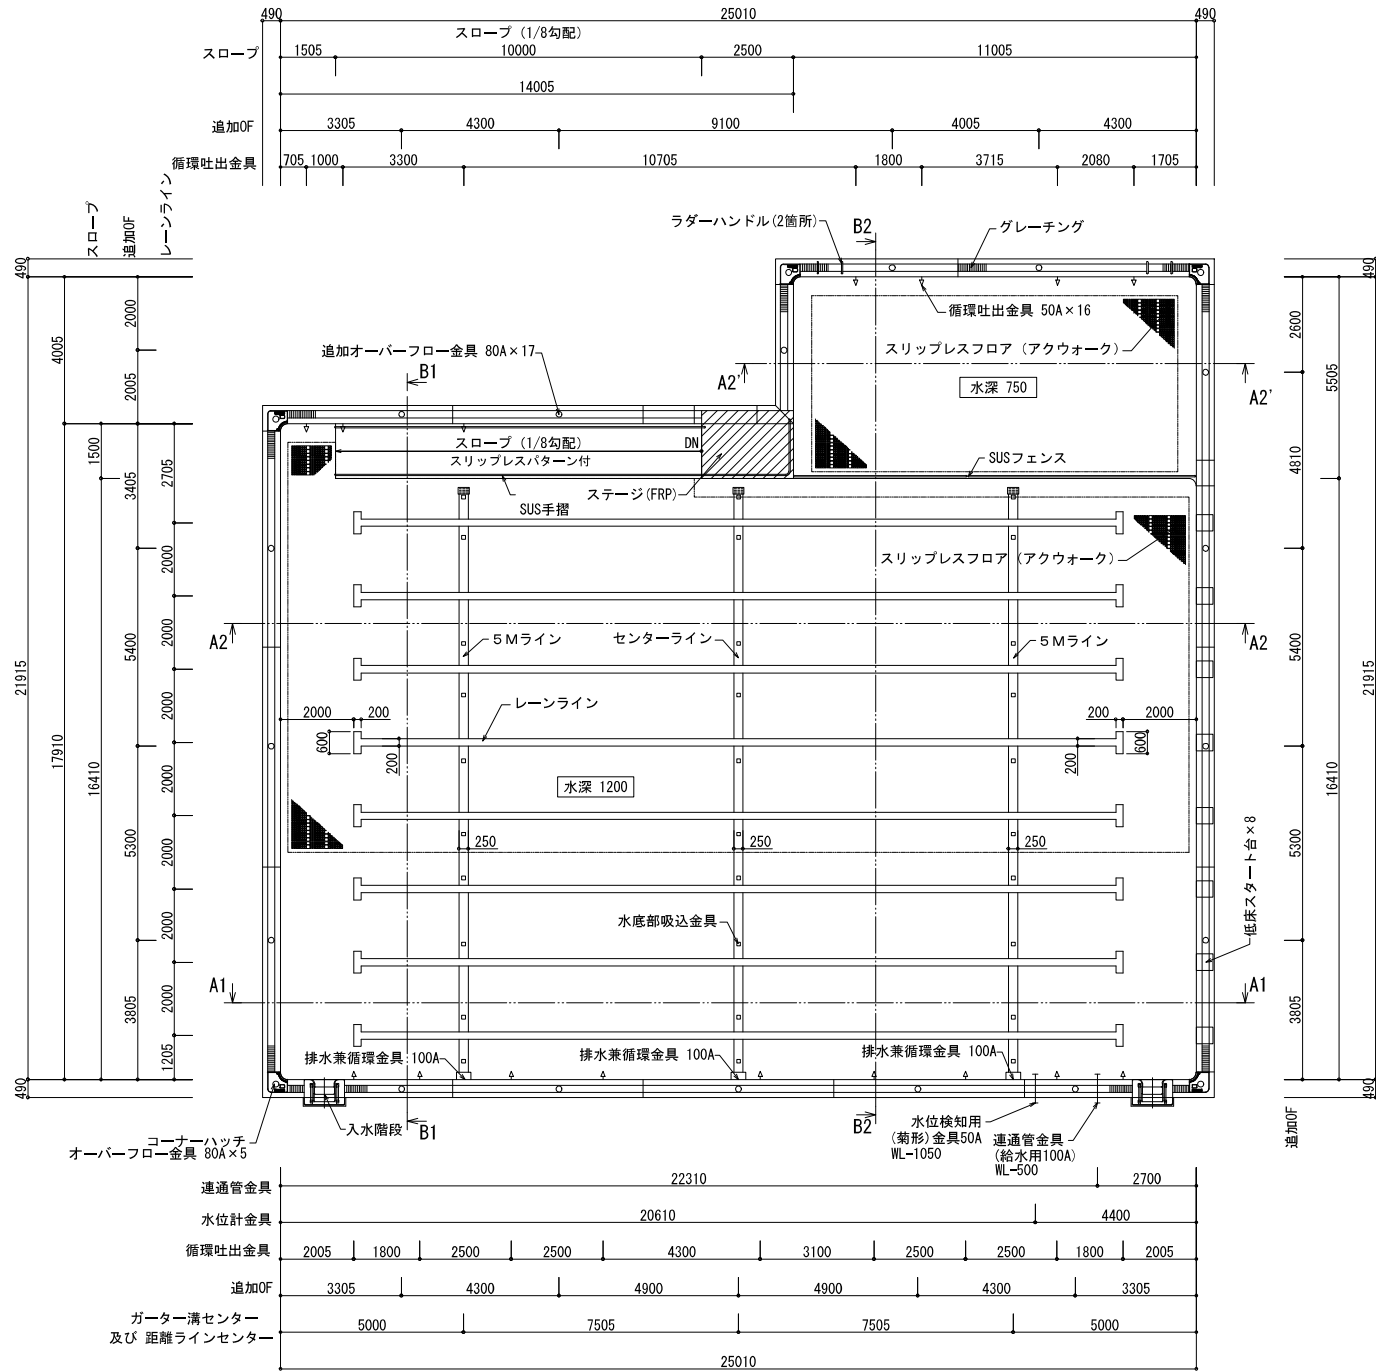 490
25010
490
スロープ (1/8勾配)
スロープ
1505
10000
2500
11005
14005
追加OF
3305
4300
9100
4005
4300
循環吐出金具
705
1000
3300
10705
1800
3715
2080
1705
スロープ
追加OF
レーンライン
ラダーハンドル(2箇所)
B2
グレーチング
490
490
2000
2600
4005
循環吐出金具 50A×16
5505
追加オーバーフロー金具 80A×17
スリップレスフロア (アクウォーク)
B1
A2'
水深 750
A2'
2005
1500
3405
2705
スロープ (1/8勾配)
DN
スリップレスパターン付
SUSフェンス
4810
ステージ(FRP)
SUS手摺
スリップレスフロア (アクウォーク)
2000
A2
5400
2000
5Mライン
センターライン
5Mライン
A2
5400
21915
21915
2000
2000
200
レーンライン
200
2000
600
200
200
600
17910
16410
2000
水深 1200
16410
5300
2000
250
250
250
5300
低床スタート台×8
2000
水底部吸込金具
A1
A1
3805
2000
3805
1205
排水兼循環金具 100A
排水兼循環金具 100A
排水兼循環金具 100A
490
490
入水階段
B1
B2
水位検知用
(菊形)金具50A
WL-1050
連通管金具
(給水用100A)
WL-500
追加OF
コーナーハッチ
オーバーフロー金具 80A×5
連通管金具
22310
2700
水位計金具
20610
4400
循環吐出金具
2005
1800
2500
2500
4300
3100
2500
2500
1800
2005
追加OF
3305
4300
4900
4900
4300
3305
ガーター溝センター
及び 距離ラインセンター
5000
7505
7505
5000
25010